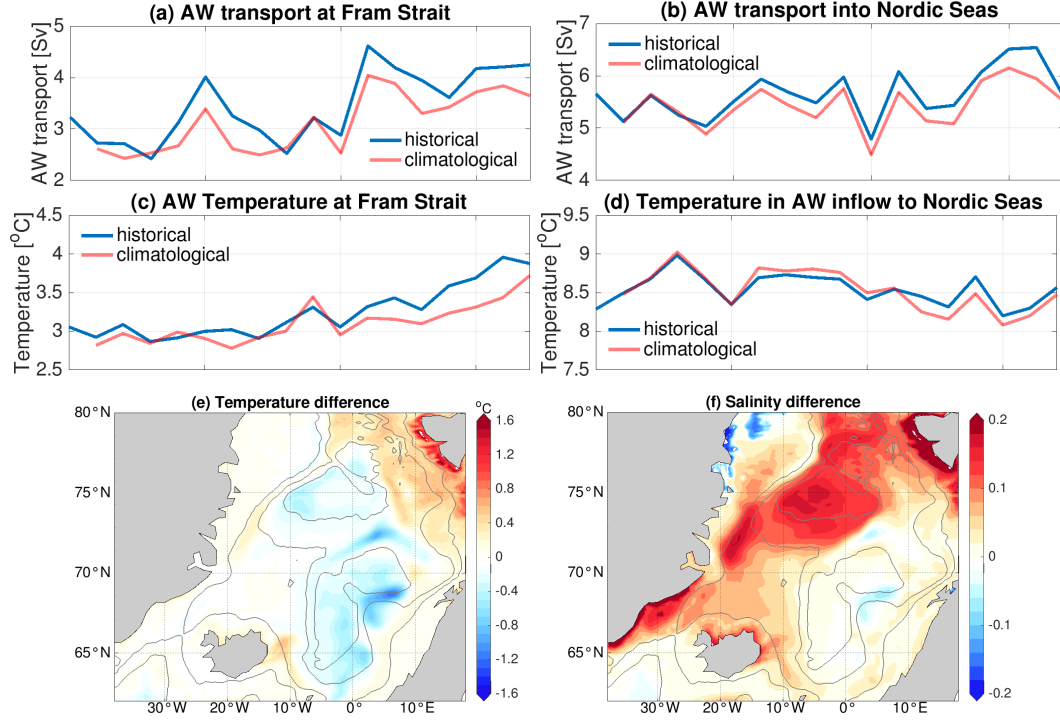 (a) AW transport at Fram Strait
AW transport [Sv]
5
4
3
2
historical
climatological
(b) AW transport into Nordic Seas
AW transport [Sv]
7
6
5
4
historical
climatological
(c) AW Temperature at Fram Strait
Temperature [°C]
4.5
4
3.5
3
2.5
historical
climatological
(d) Temperature in AW inflow to Nordic Seas
Temperature [°C]
9.5
9
8.5
8
7.5
historical
climatological
(e) Temperature difference
80°N
75°N
70°N
65°N
30°W 20°W 10°W 0° 10°E
°C
1.6
1.2
0.8
0.4
0
-0.4
-0.8
-1.2
-1.6
(f) Salinity difference
80°N
75°N
70°N
65°N
30°W 20°W 10°W 0° 10°E
0.2
0.1
0
-0.1
-0.2